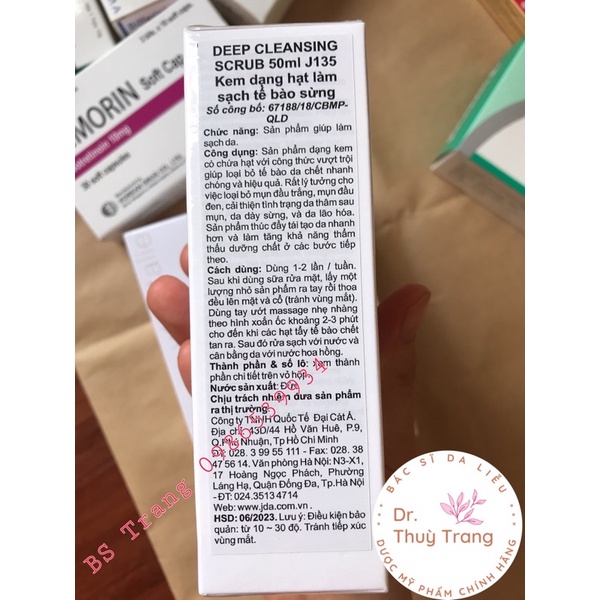 DEEP CLEANSING
SCRUB 50ml J135
Kem dạng hạt làm
sạch tế bào sừng
Số công bố: 67188/18/CBMP-
QLD
Chức năng: Sản phẩm giúp làm
sạch da.
Công dụng: Sản phẩm dạng kem
có chứa hạt với công thức vượt trội
giúp loại bỏ tế bào da chết nhanh
chóng và hiệu quả. Rất lý tưởng cho
việc loại bỏ mụn đầu trắng, mụn đầu
đen, cải thiện tình trạng da thâm sau
mụn, da dày sừng, và da lão hóa.
Sản phẩm thúc đẩy tái tạo da nhanh
hơn và làm tăng khả năng thẩm
thấu dưỡng chất ở các bước tiếp
theo.
Cách dùng: Dùng 1-2 lần / tuần.
Sau khi dùng sữa rửa mặt, lấy một
lượng nhỏ sản phẩm ra tay rồi thoa
đều lên mặt và cổ (tránh vùng mắt).
Dùng tay ướt massage nhẹ nhàng
theo hình xoắn ốc khoảng 2-3 phút
cho đến khi các hạt tẩy tế bào chết
tan ra. Sau đó rửa sạch với nước và
cân bằng da với nước hoa hồng.
Thành phần & số lô: Xem thành
phần chi tiết trên vỏ hộp.
Nước sản xuất: Đức
Chịu trách nhiệm đưa sản phẩm
ra thị trường:
Công ty TNHH Quốc Tế Đại Cát Á.
Địa chỉ: 43D/44 Hồ Văn Huê, P.9,
Q.Phú Nhuận, Tp Hồ Chí Minh
ĐT: 028. 3 99 55 111 - Fax: 028. 38
47 56 14. Văn phòng Hà Nội: N3-X1,
17 Hoàng Ngọc Phách, Phường
Láng Hạ, Quận Đống Đa, Tp.Hà Nội
- ĐT: 024.3513 4714
Web: www.jda.com.vn.
HSD: 06/2023. Lưu ý: Điều kiện bảo
quản: từ 10 ~ 30 độ. Tránh tiếp xúc
vùng mắt.
MORIN Soft Cap
10mg
30 soft capsules
BS Trang 0986539934
BÁC SĨ DA LIỄU
Dr.
Thuỳ Trang
DƯỢC MỸ PHẨM CHÍNH HÃNG